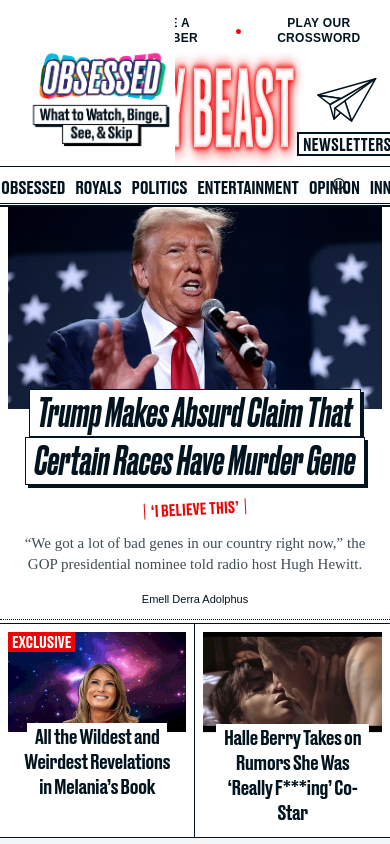 E A
BER
PLAY OUR
CROSSWORD
OBSESSED
What to Watch, Binge,
See, & Skip
Y BEAST
NEWSLETTERS
OBSESSED ROYALS POLITICS ENTERTAINMENT OPINION INN
Trump Makes Absurd Claim That
Certain Races Have Murder Gene
‘I BELIEVE THIS’
“We got a lot of bad genes in our country right now,” the
GOP presidential nominee told radio host Hugh Hewitt.
Emell Derra Adolphus
EXCLUSIVE
All the Wildest and
Weirdest Revelations
in Melania’s Book
Halle Berry Takes on
Rumors She Was
‘Really F***ing’ Co-
Star